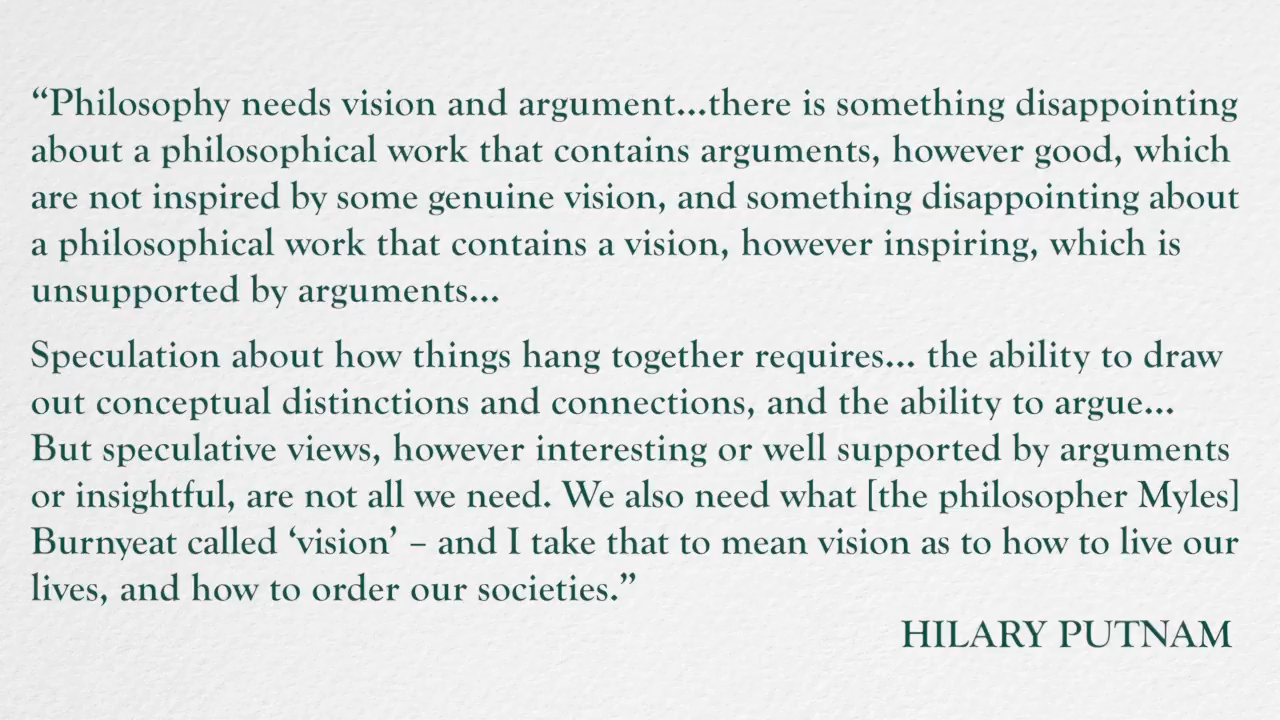 “Philosophy needs vision and argument...there is something disappointing
about a philosophical work that contains arguments, however good, which
are not inspired by some genuine vision, and something disappointing about
a philosophical work that contains a vision, however inspiring, which is
unsupported by arguments...
Speculation about how things hang together requires... the ability to draw
out conceptual distinctions and connections, and the ability to argue...
But speculative views, however interesting or well supported by arguments
or insightful, are not all we need. We also need what [the philosopher Myles]
Burnyeat called ‘vision’ – and I take that to mean vision as to how to live our
lives, and how to order our societies.”
HILARY PUTNAM